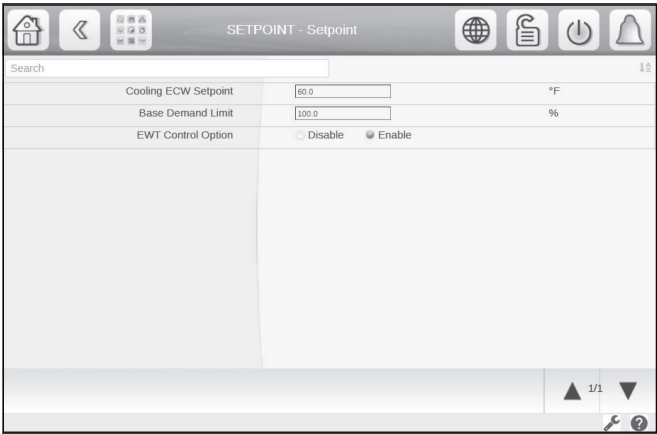 SETPOINT - Setpoint
Search
Cooling ECW Setpoint 60.0 °F
Base Demand Limit 100.0 %
EWT Control Option Disable Enable
1/1
?